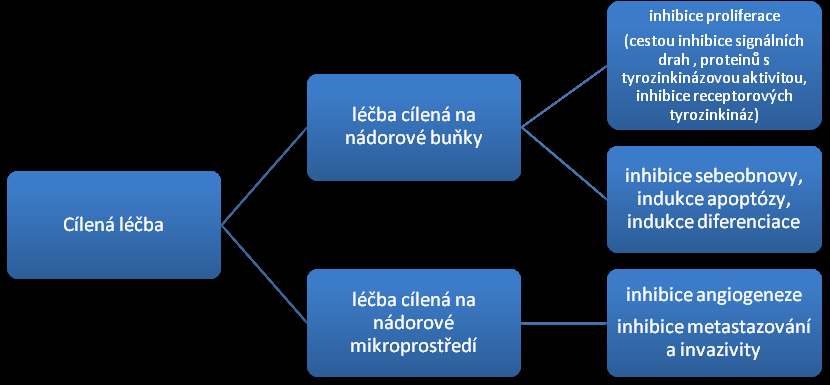 Cílená léčba
léčba cílená na
nádorové buňky
inhibice proliferace
(cestou inhibice signálních
drah , proteinů s
tyrozinkinázovou aktivitou,
inhibice receptorových
tyrozinkináz)
inhibice sebeobnovy,
indukce apoptózy,
indukce diferenciace
léčba cílená na
nádorové
mikroprostředí
inhibice angiogeneze
inhibice metastazování
a invazivity